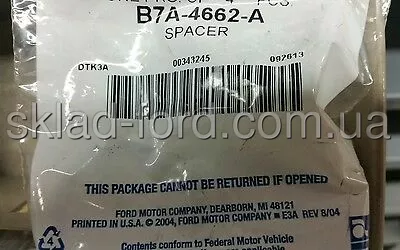 B7A-4662-A
SPACER
DTK3A 00343245 092613
sklad-ford.com.ua
THIS PACKAGE CANNOT BE RETURNED IF OPENED
FORD MOTOR COMPANY, DEARBORN, MI 48121
PRINTED IN U.S.A. © 2004, FORD MOTOR COMPANY E3A REV 8/04
Contents conform to Federal Motor Vehicle